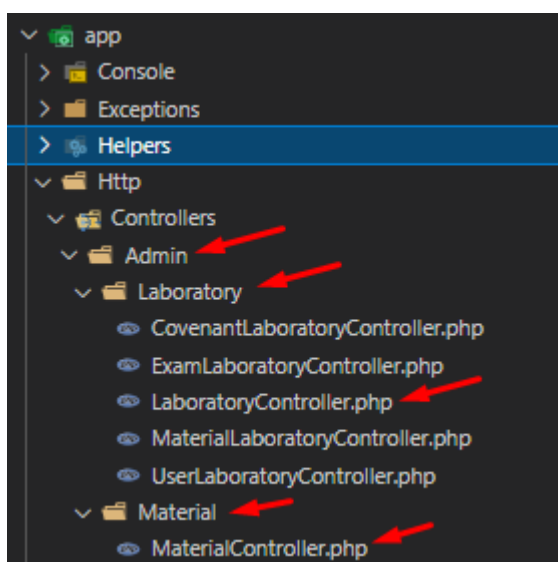 app
Console
Exceptions
Helpers
Http
Controllers
Admin
Laboratory
CovenantLaboratoryController.php
ExamLaboratoryController.php
LaboratoryController.php
MaterialLaboratoryController.php
UserLaboratoryController.php
Material
MaterialController.php